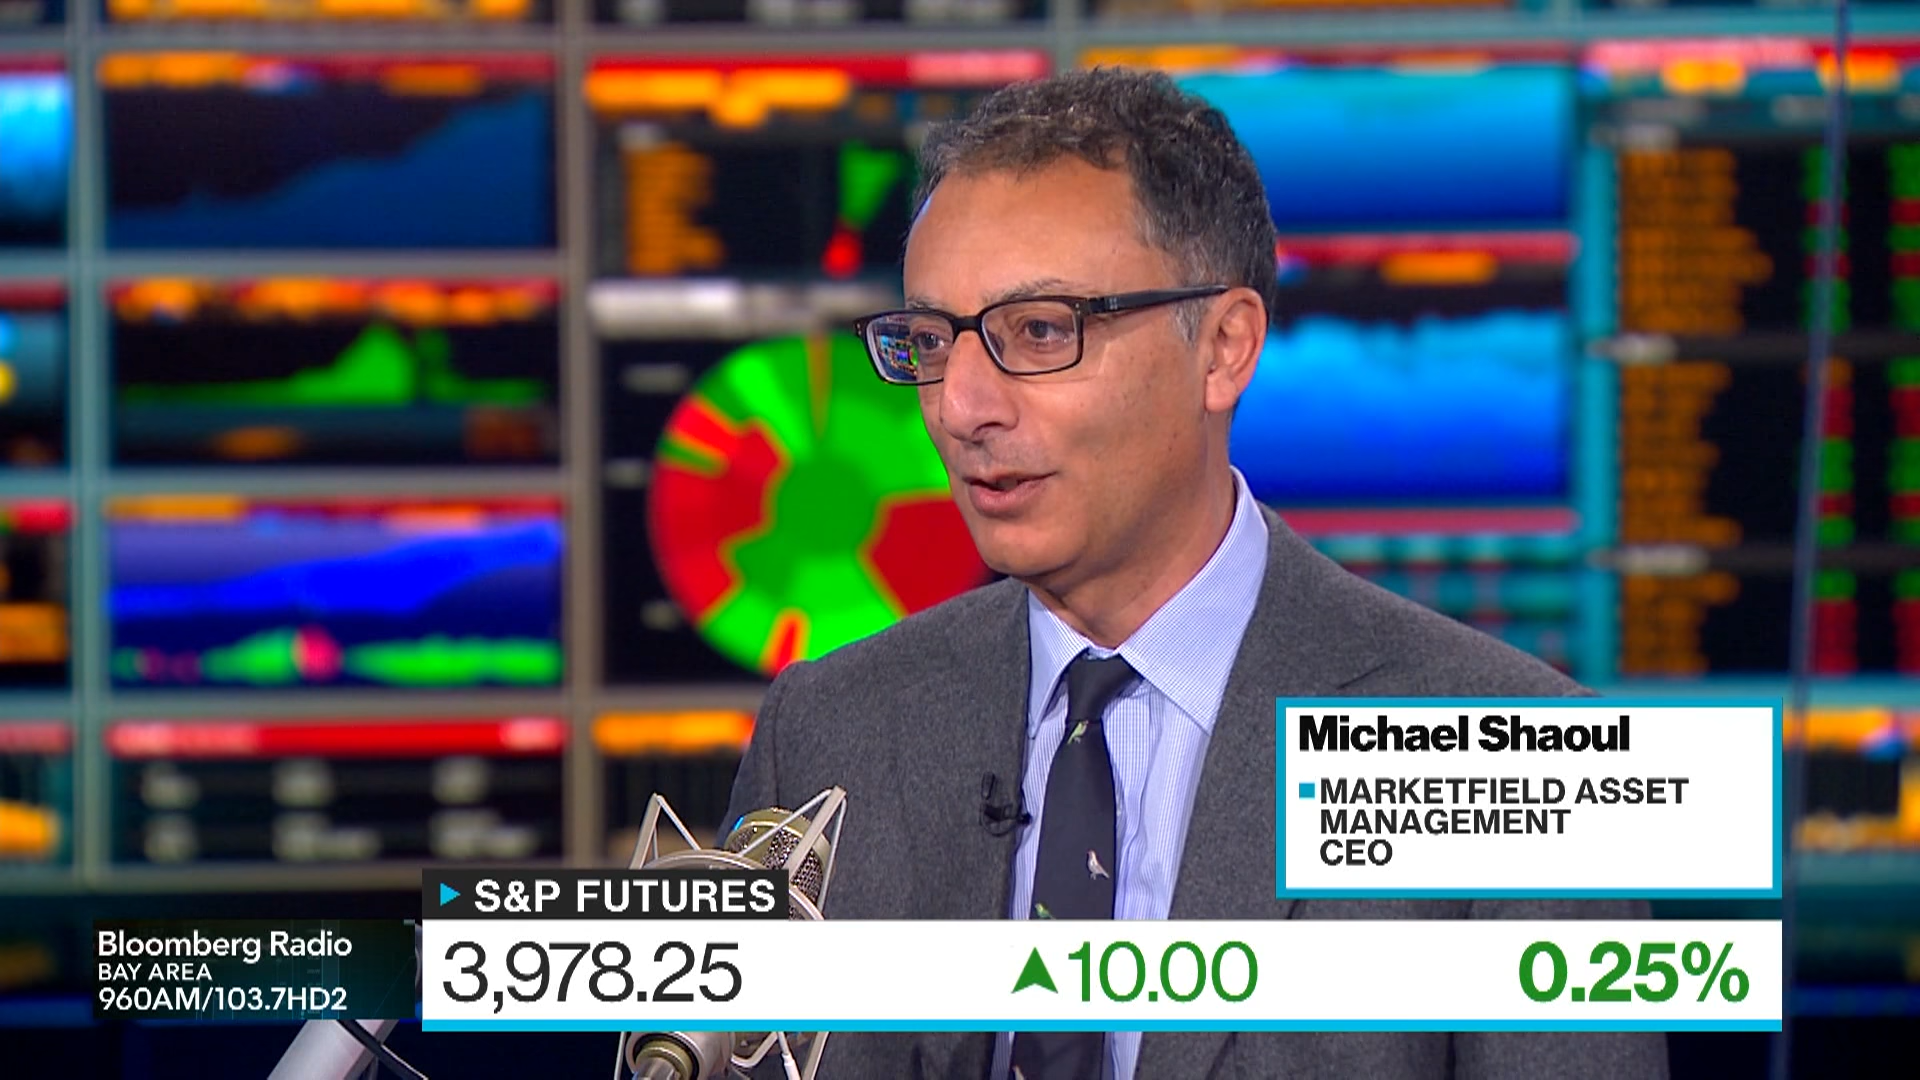 Michael Shaoul
MARKETFIELD ASSET
MANAGEMENT
CEO
S&P FUTURES
3,978.25 ▲10.00 0.25%
Bloomberg Radio
BAY AREA
960AM/103.7HD2